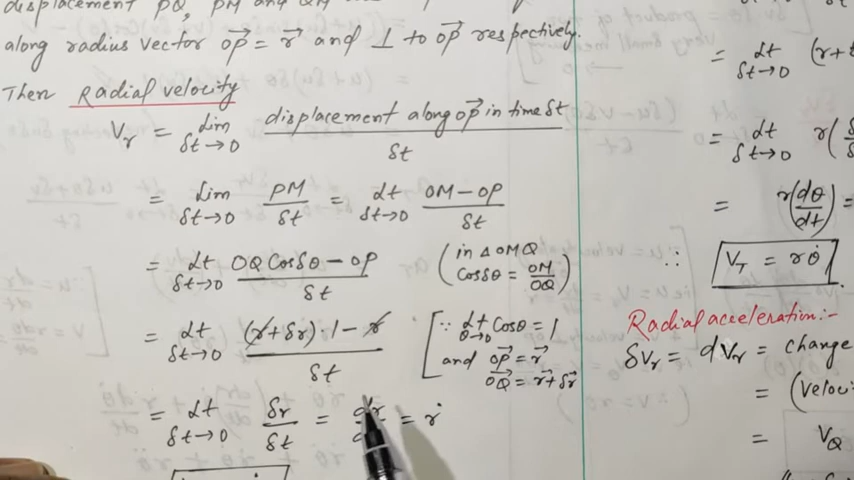 displacement PQ, PM and QM
along radius vector OP = r and ⊥ to OP respectively.
Then Radial velocity
Vr = lim δt→0 displacement along OP in time δt / δt
= lim δt→0 PM/δt = Lt δt→0 OM-OP/δt
= Lt δt→0 OQ Cosδθ - OP / δt (in △ OMQ Cosδθ = OM/OQ)
= Lt δt→0 (r+δr)·1-r / δt [∵ Lt θ→0 Cosθ = 1
and OP = r
OQ = r+δr
= Lt δt→0 δr/δt = dr = ṙ
= Lt δt→0 (r+
= Lt δt→0 r(
= r(dθ/dt) =
∴ VT = rθ̇
Radial acceleration:-
δVr = dVr = change
= (veloc
= VQ